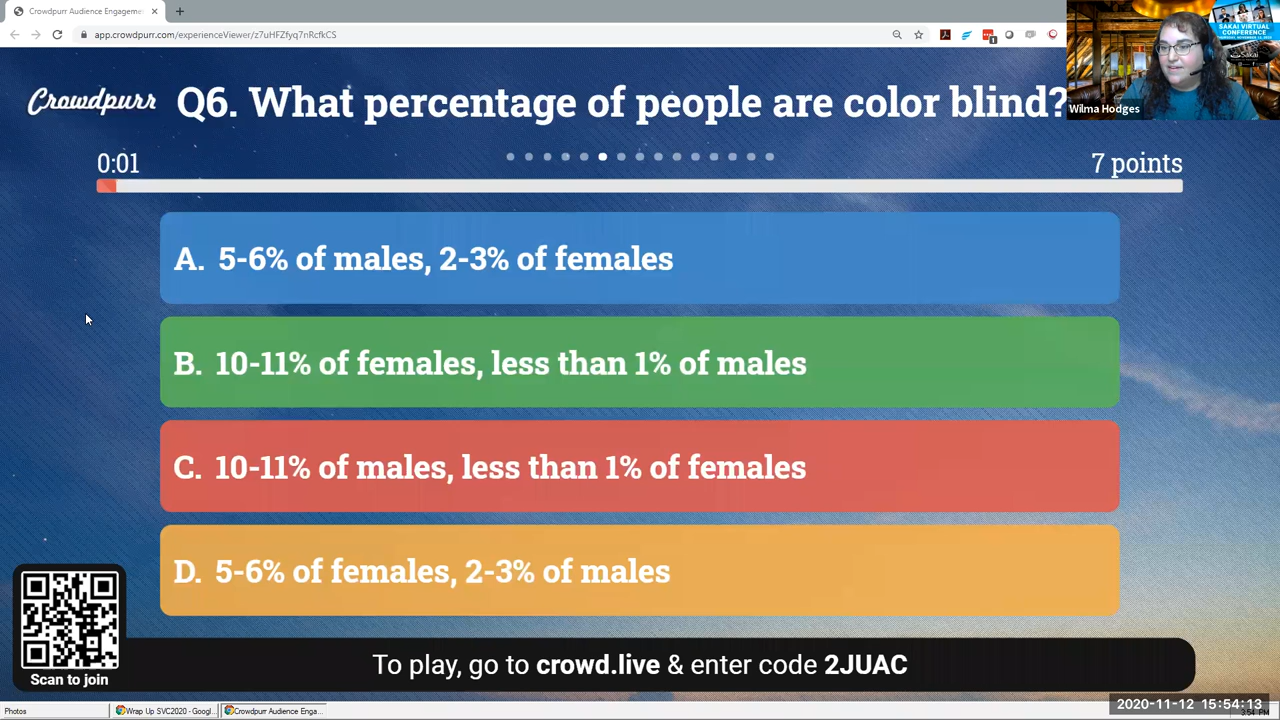 Crowdpurr Audience Engageme
app.crowdpurr.com/experienceViewer/z7uHFZfyq7nRcfkCS
SAKAI VIRTUAL
CONFERENCE
Wilma Hodges
Crowdpurr
Q6. What percentage of people are color blind?
0:01
7 points
A. 5-6% of males, 2-3% of females
B. 10-11% of females, less than 1% of males
C. 10-11% of males, less than 1% of females
D. 5-6% of females, 2-3% of males
Scan to join
To play, go to crowd.live & enter code 2JUAC
Photos
Wrap Up SVC2020 - Googl...
Crowdpurr Audience Enga...
2020-11-12 15:54:13